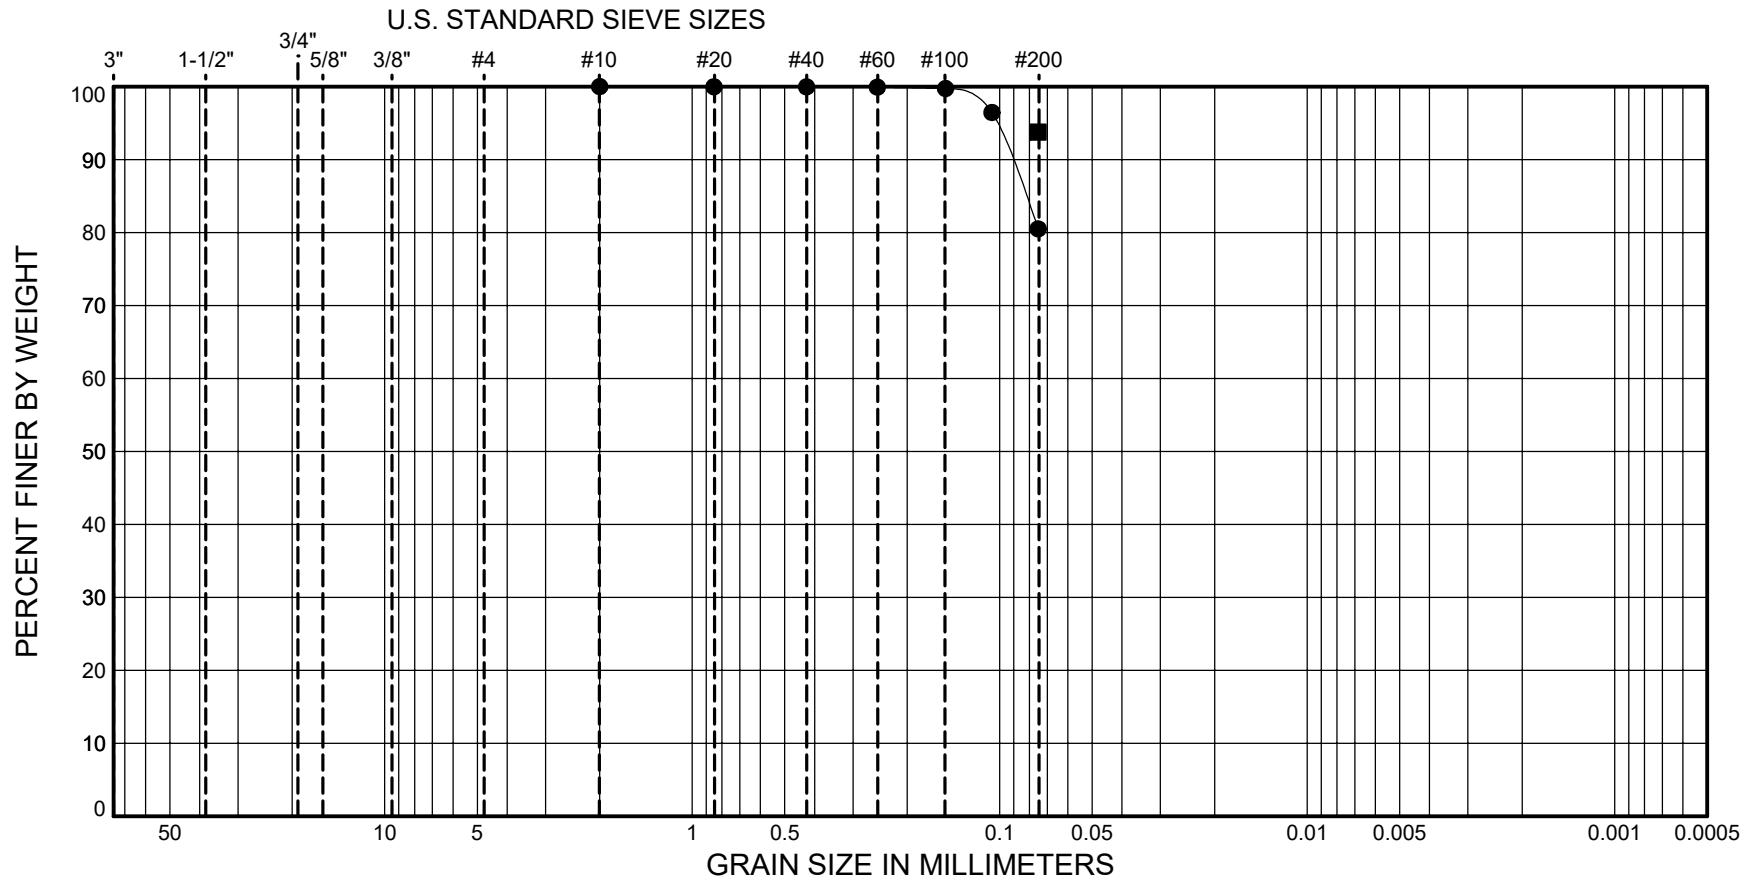 U.S. STANDARD SIEVE SIZES
3" 1-1/2" 3/4" 5/8" 3/8" #4 #10 #20 #40 #60 #100 #200
PERCENT FINER BY WEIGHT
100
90
80
70
60
50
40
30
20
10
0
50 10 5 1 0.5 0.1 0.05 0.01 0.005 0.001 0.0005
GRAIN SIZE IN MILLIMETERS